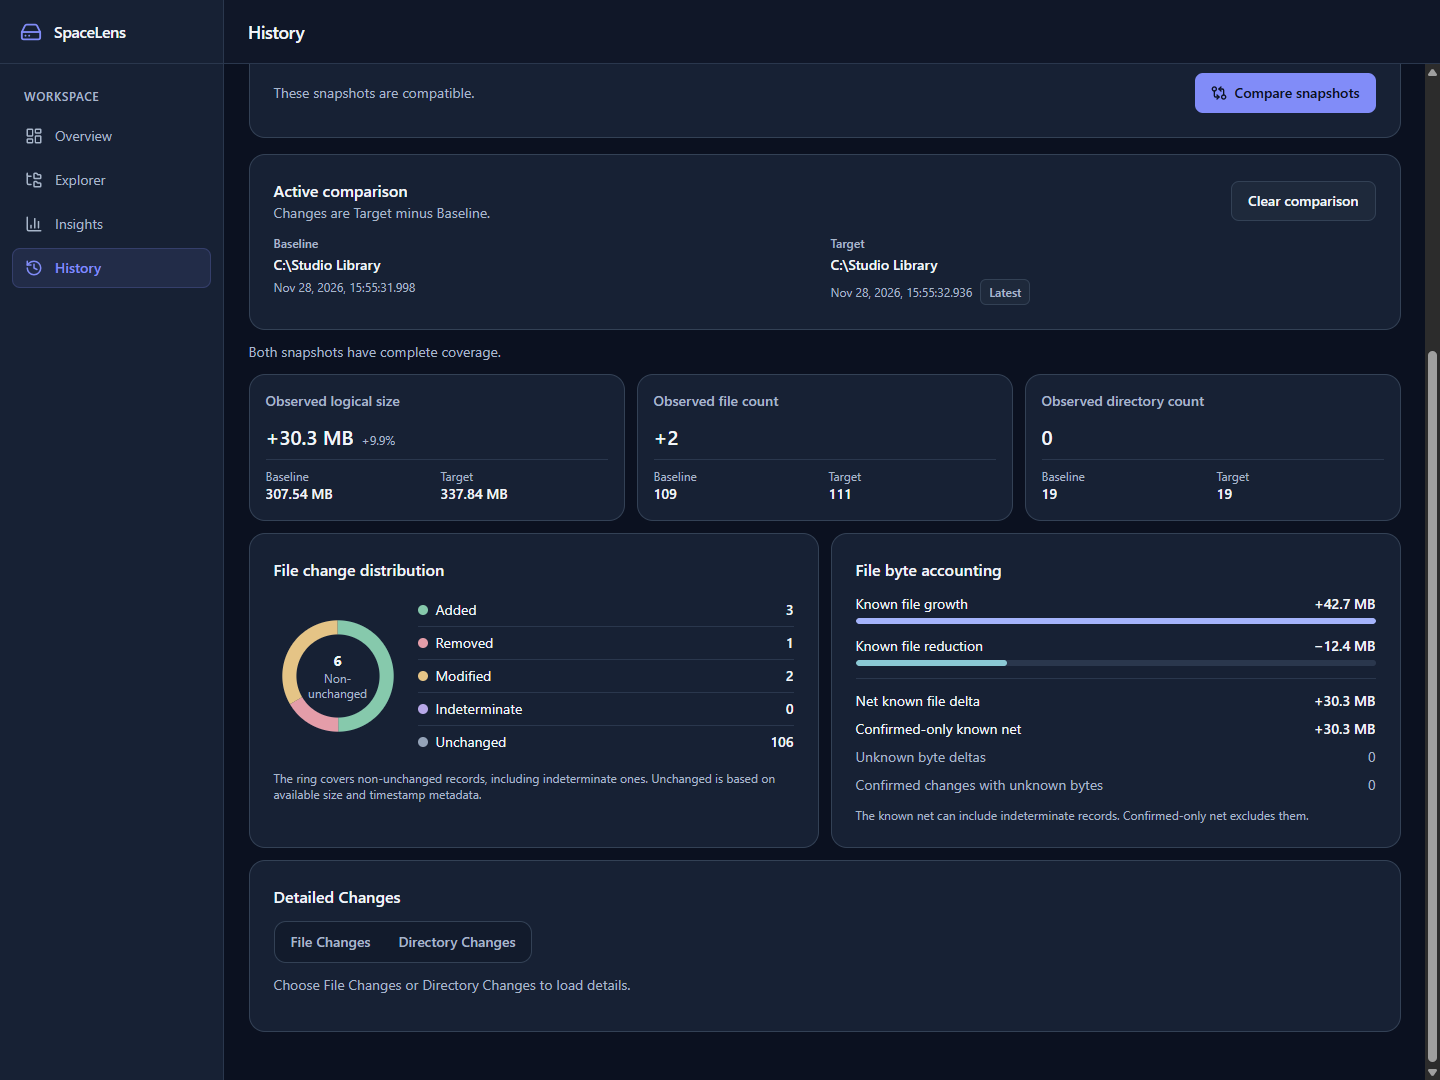 SpaceLens
History
WORKSPACE
Overview
Explorer
Insights
History
These snapshots are compatible.
Compare snapshots
Active comparison
Changes are Target minus Baseline.
Clear comparison
Baseline
C:\Studio Library
Nov 28, 2026, 15:55:31.998
Target
C:\Studio Library
Nov 28, 2026, 15:55:32.936 Latest
Both snapshots have complete coverage.
Observed logical size
+30.3 MB +9.9%
Baseline Target
307.54 MB 337.84 MB
Observed file count
+2
Baseline Target
109 111
Observed directory count
0
Baseline Target
19 19
File change distribution
6
Non-
unchanged
Added 3
Removed 1
Modified 2
Indeterminate 0
Unchanged 106
The ring covers non-unchanged records, including indeterminate ones. Unchanged is based on
available size and timestamp metadata.
File byte accounting
Known file growth +42.7 MB
Known file reduction −12.4 MB
Net known file delta +30.3 MB
Confirmed-only known net +30.3 MB
Unknown byte deltas 0
Confirmed changes with unknown bytes 0
The known net can include indeterminate records. Confirmed-only net excludes them.
Detailed Changes
File Changes Directory Changes
Choose File Changes or Directory Changes to load details.